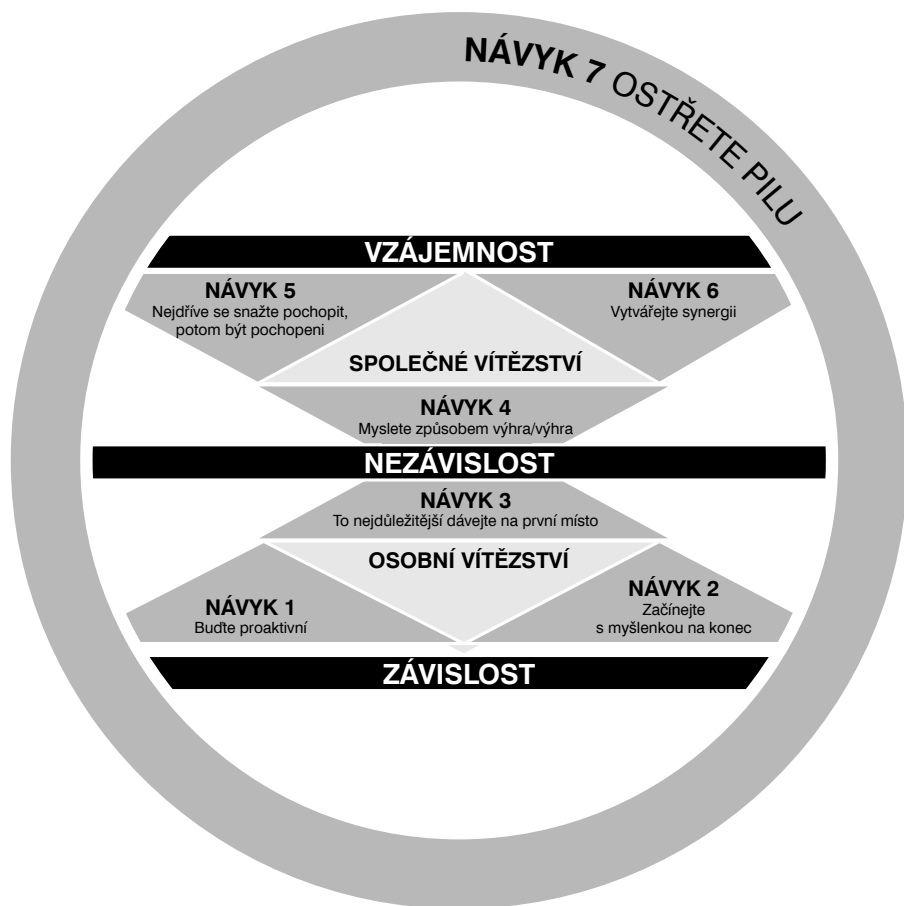 NÁVYK 7 OSTŘETE PILU
VZÁJEMNOST
NÁVYK 5
Nejdříve se snažte pochopit,
potom být pochopeni
NÁVYK 6
Vytvářejte synergii
SPOLEČNÉ VÍTĚZSTVÍ
NÁVYK 4
Myslete způsobem výhra/výhra
NEZÁVISLOST
NÁVYK 3
To nejdůležitější dávejte na první místo
OSOBNÍ VÍTĚZSTVÍ
NÁVYK 1
Buďte proaktivní
NÁVYK 2
Začínejte
s myšlenkou na konec
ZÁVISLOST